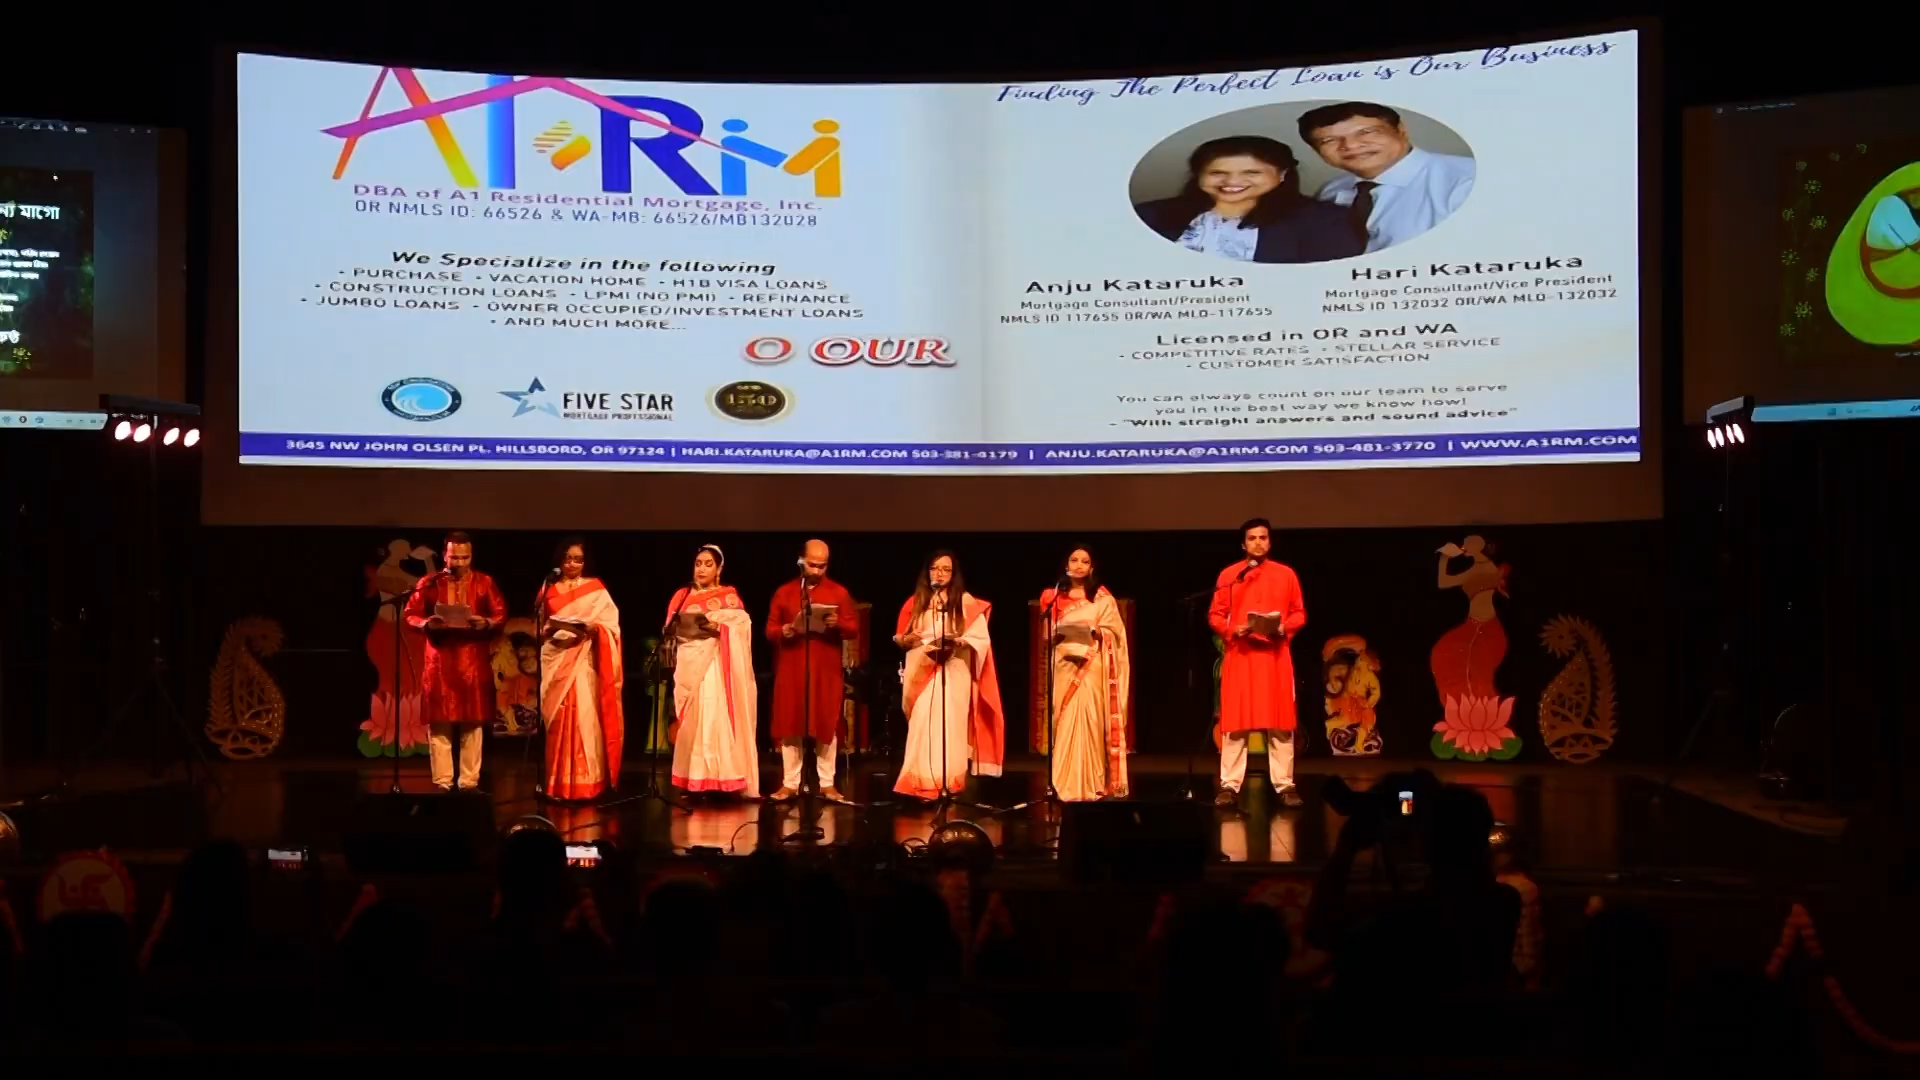 Finding The Perfect Loan is Our Business
A1RM
DBA of A1 Residential Mortgage, Inc.
OR NMLS ID: 66526 & WA-MB: 66526/MB132028
We Specialize in the following
- PURCHASE - VACATION HOME - H1B VISA LOANS
- CONSTRUCTION LOANS - LPMI (NO PMI) - REFINANCE
- JUMBO LOANS - OWNER OCCUPIED/INVESTMENT LOANS
- AND MUCH MORE...
O OUR
FIVE STAR
MORTGAGE PROFESSIONAL
Anju Kataruka
Mortgage Consultant/President
NMLS ID 117655 OR/WA MLO-117655
Hari Kataruka
Mortgage Consultant/Vice President
NMLS ID 132032 OR/WA MLO-132032
Licensed in OR and WA
- COMPETITIVE RATES - STELLAR SERVICE
- CUSTOMER SATISFACTION
You can always count on our team to serve
you in the best way we know how!
- "With straight answers and sound advice"
3645 NW JOHN OLSEN PL, HILLSBORO, OR 97124 | HARI.KATARUKA@A1RM.COM 503-381-4179 | ANJU.KATARUKA@A1RM.COM 503-481-3770 | WWW.A1RM.COM
মাগো